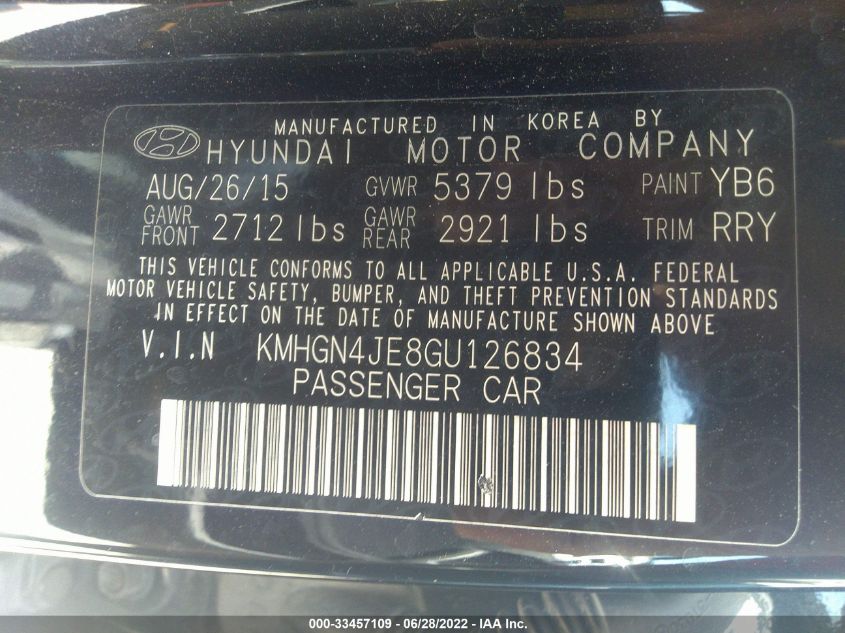 MANUFACTURED IN KOREA BY
HYUNDAI MOTOR COMPANY
AUG/26/15 GVWR 5379 lbs PAINT YB6
GAWR FRONT 2712 lbs GAWR REAR 2921 lbs TRIM RRY
THIS VEHICLE CONFORMS TO ALL APPLICABLE U.S.A. FEDERAL
MOTOR VEHICLE SAFETY, BUMPER, AND THEFT PREVENTION STANDARDS
IN EFFECT ON THE DATE OF MANUFACTURE SHOWN ABOVE
V.I.N KMHGN4JE8GU126834
PASSENGER CAR
000-33457109 - 06/28/2022 - IAA Inc.